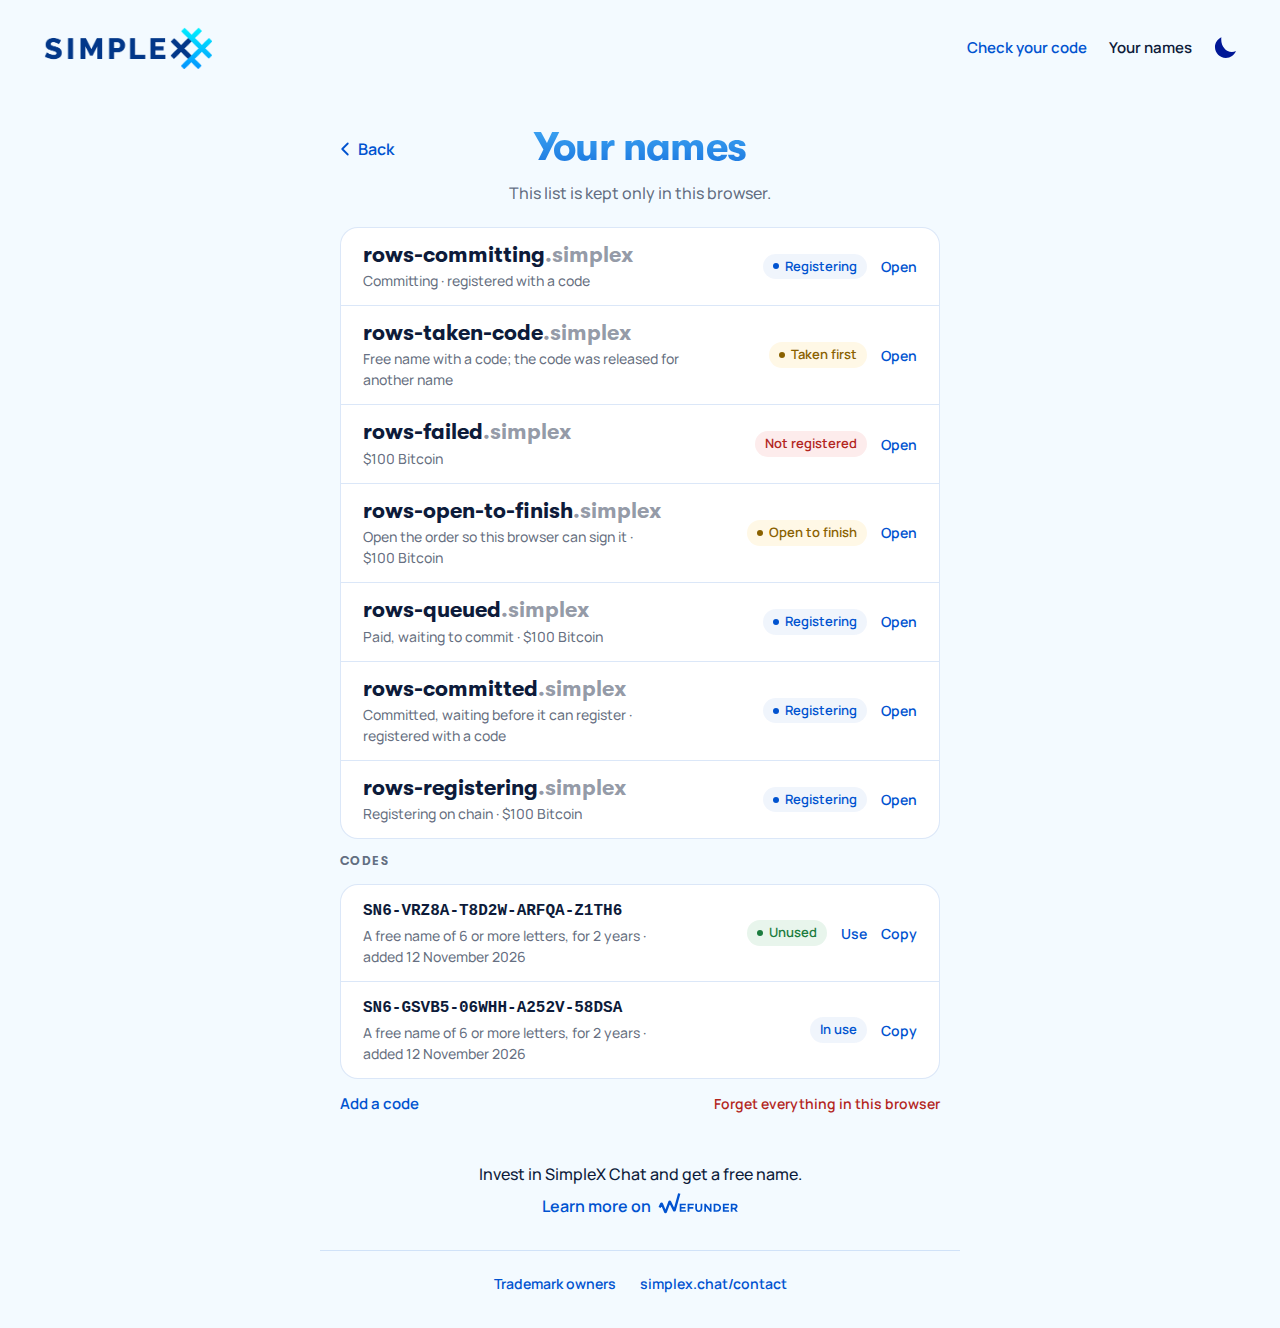 SIMPLEX
Check your code
Your names
Back
Your names
This list is kept only in this browser.
rows-committing.simplex
Committing · registered with a code
Registering
Open
rows-taken-code.simplex
Free name with a code; the code was released for
another name
Taken first
Open
rows-failed.simplex
$100 Bitcoin
Not registered
Open
rows-open-to-finish.simplex
Open the order so this browser can sign it ·
$100 Bitcoin
Open to finish
Open
rows-queued.simplex
Paid, waiting to commit · $100 Bitcoin
Registering
Open
rows-committed.simplex
Committed, waiting before it can register ·
registered with a code
Registering
Open
rows-registering.simplex
Registering on chain · $100 Bitcoin
Registering
Open
CODES
SN6-VRZ8A-T8D2W-ARFQA-Z1TH6
A free name of 6 or more letters, for 2 years ·
added 12 November 2026
Unused
Use
Copy
SN6-GSVB5-06WHH-A252V-58DSA
A free name of 6 or more letters, for 2 years ·
added 12 November 2026
In use
Copy
Add a code
Forget everything in this browser
Invest in SimpleX Chat and get a free name.
Learn more on WEFUNDER
Trademark owners
simplex.chat/contact